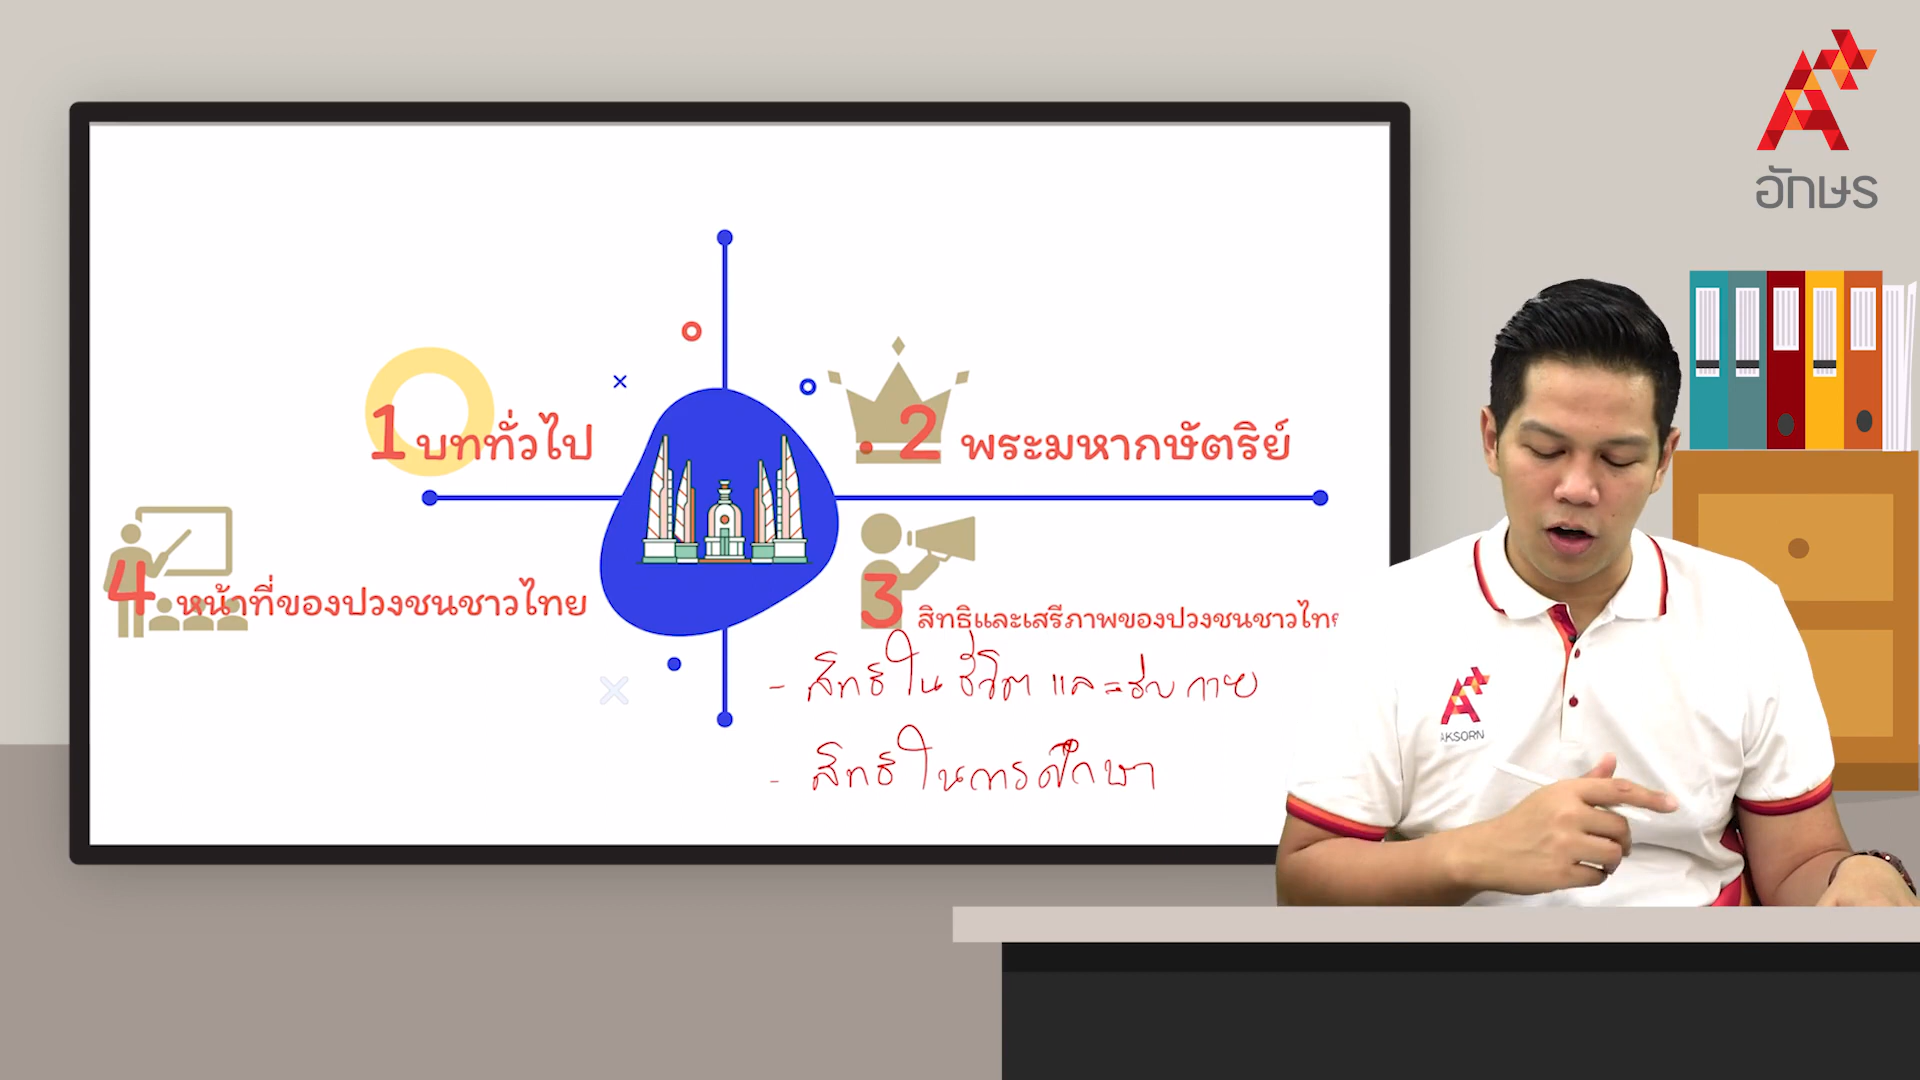 อักษร
1 บททั่วไป
2 พระมหากษัตริย์
4 หน้าที่ของปวงชนชาวไทย
3 สิทธิและเสรีภาพของปวงชนชาวไทย
- สิทธิในชีวิตและร่างกาย
- สิทธิในการศึกษา
AKSORN